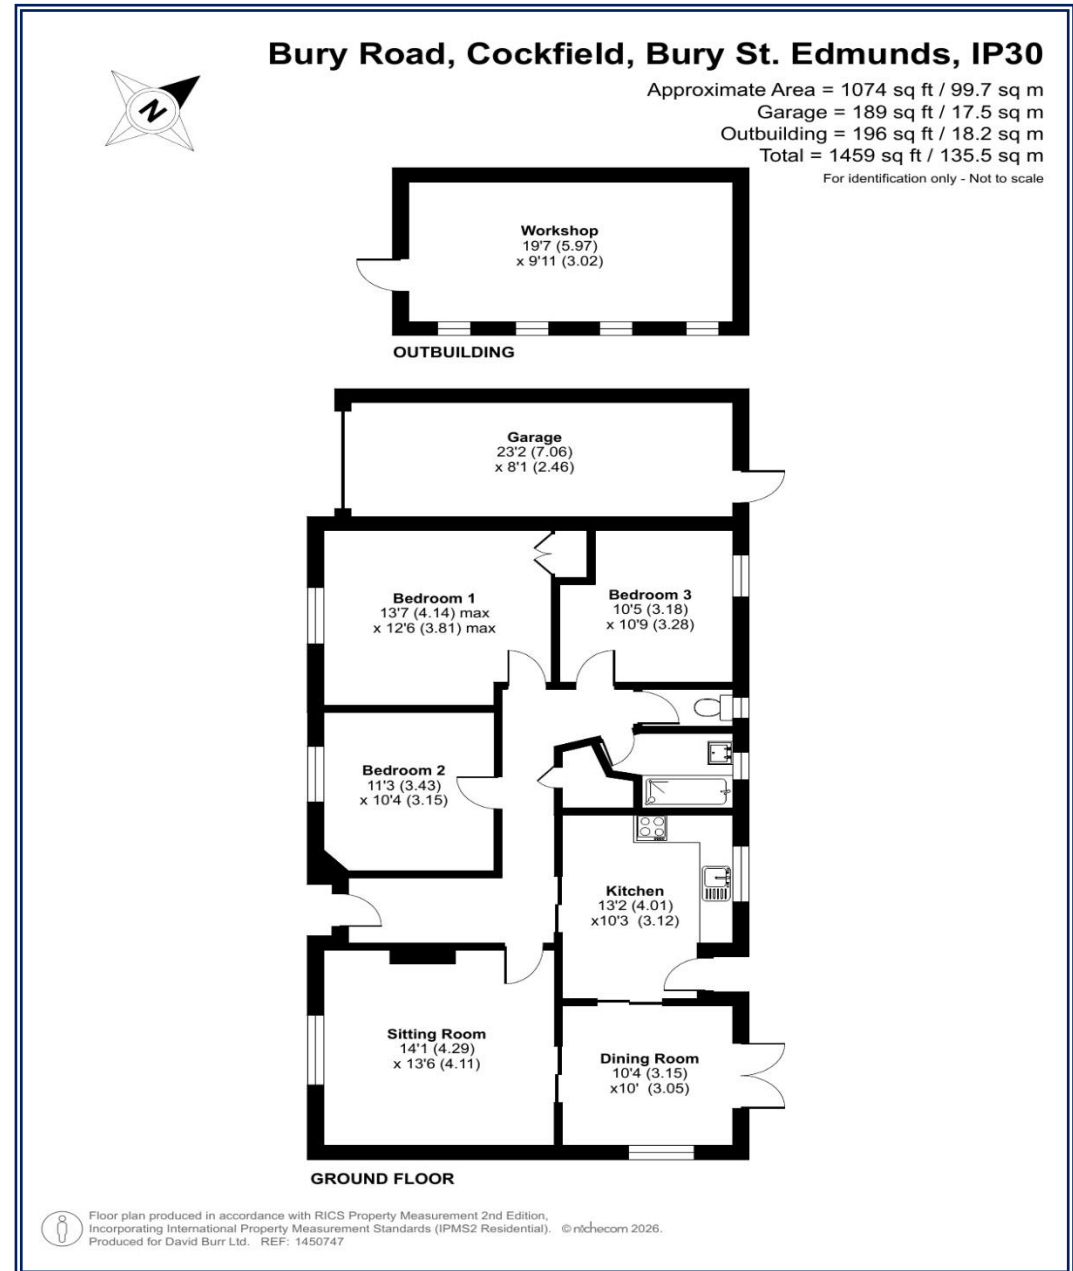 Bury Road, Cockfield, Bury St. Edmunds, IP30
Approximate Area = 1074 sq ft / 99.7 sq m
Garage = 189 sq ft / 17.5 sq m
Outbuilding = 196 sq ft / 18.2 sq m
Total = 1459 sq ft / 135.5 sq m
For identification only - Not to scale
N
Workshop
19'7 (5.97)
x 9'11 (3.02)
OUTBUILDING
Garage
23'2 (7.06)
x 8'1 (2.46)
Bedroom 1
13'7 (4.14) max
x 12'6 (3.81) max
Bedroom 3
10'5 (3.18)
x 10'9 (3.28)
Bedroom 2
11'3 (3.43)
x 10'4 (3.15)
Kitchen
13'2 (4.01)
x10'3 (3.12)
Sitting Room
14'1 (4.29)
x 13'6 (4.11)
Dining Room
10'4 (3.15)
x10' (3.05)
GROUND FLOOR
Floor plan produced in accordance with RICS Property Measurement 2nd Edition,
Incorporating International Property Measurement Standards (IPMS2 Residential). © nichecom 2026.
Produced for David Burr Ltd. REF: 1450747